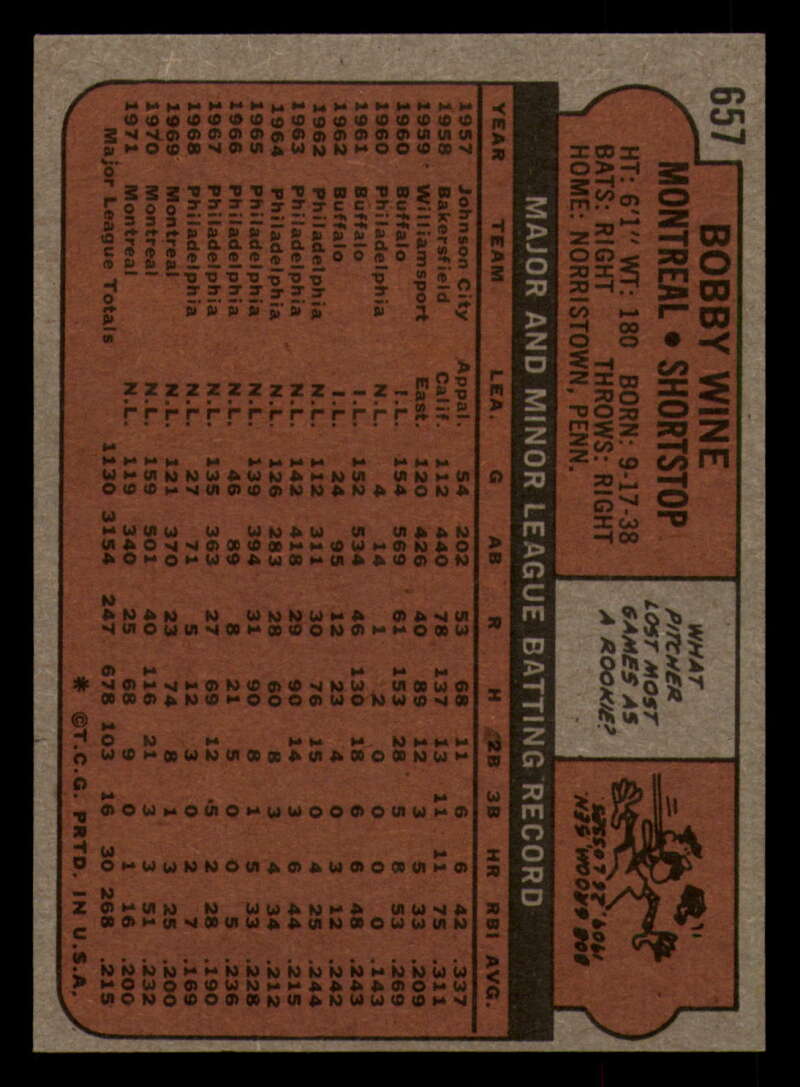 657
BOBBY WINE
MONTREAL • SHORTSTOP
HT: 6'1" WT: 180 BORN: 9-17-38
BATS: RIGHT THROWS: RIGHT
HOME: NORRISTOWN, PENN.
WHAT
PITCHER
LOST MOST
GAMES AS
A ROOKIE?
BOB GROOM, SEN.
1909, 26 LOSSES
MAJOR AND MINOR LEAGUE BATTING RECORD
YEAR TEAM LEA. G AB R H 2B 3B HR RBI AVG.
1957 Johnson City Appal. 54 202 53 68 11 6 6 42 .337
1958 Bakersfield Calif. 112 440 78 137 13 11 11 75 .311
1959 Williamsport East. 120 426 40 89 12 3 5 33 .209
1960 Buffalo I.L. 154 569 61 153 28 5 8 53 .269
1960 Philadelphia N.L. 4 14 1 2 0 0 0 0 .143
1961 Buffalo I.L. 152 534 46 130 18 6 6 48 .243
1962 Buffalo I.L. 24 95 12 23 4 0 3 12 .242
1962 Philadelphia N.L. 112 311 30 76 15 0 4 25 .244
1963 Philadelphia N.L. 142 418 29 90 14 3 6 44 .215
1964 Philadelphia N.L. 126 283 28 60 8 3 4 34 .212
1965 Philadelphia N.L. 139 394 31 90 8 1 5 33 .228
1966 Philadelphia N.L. 46 89 8 21 5 0 0 5 .236
1967 Philadelphia N.L. 135 363 27 69 12 5 2 28 .190
1968 Philadelphia N.L. 27 71 5 12 3 0 2 7 .169
1969 Montreal N.L. 121 370 23 74 8 1 3 25 .200
1970 Montreal N.L. 159 501 40 116 21 3 3 51 .232
1971 Montreal N.L. 119 340 25 68 9 0 1 16 .200
Major League Totals 1130 3154 247 678 103 16 30 268 .215
* ©T.C.G. PRTD. IN U.S.A.